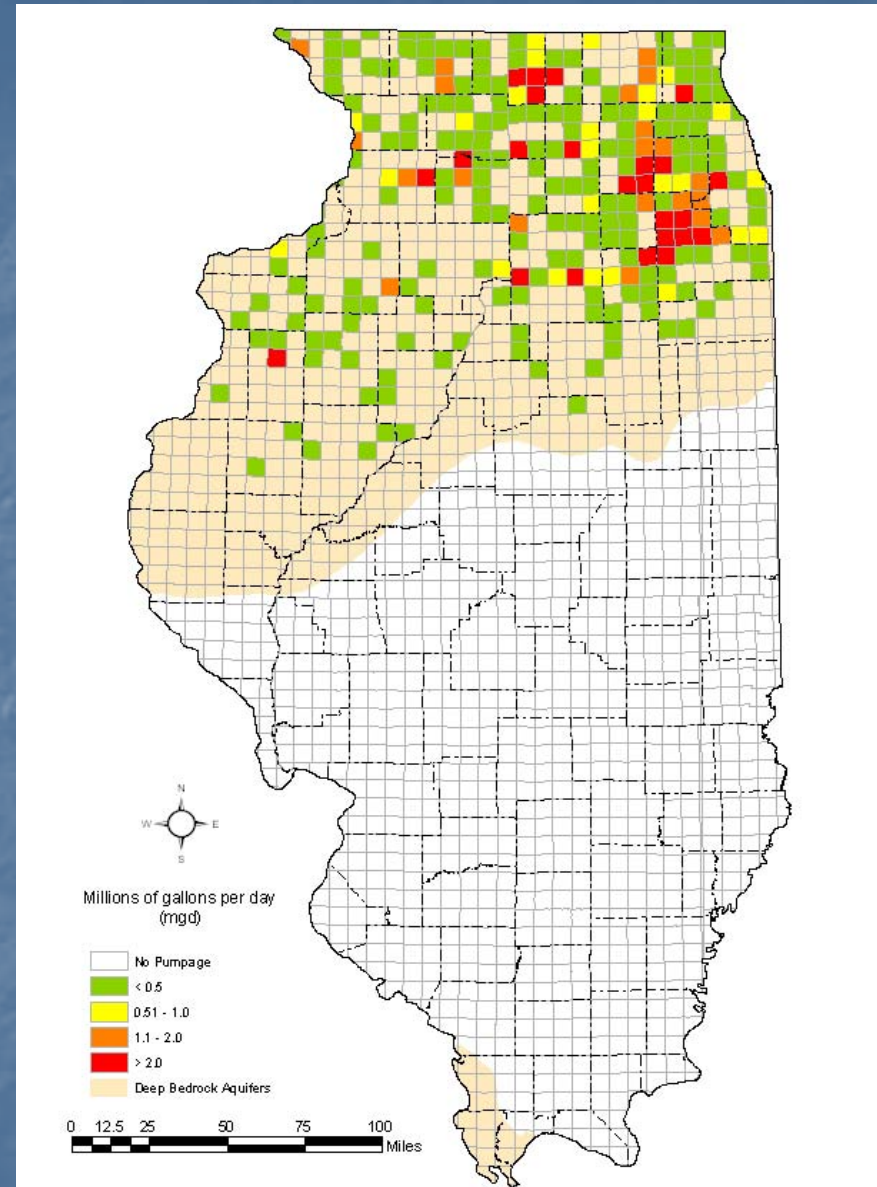 N
W E
S
Millions of gallons per day
(mgd)
No Pumpage
< 0.5
0.51 - 1.0
1.1 - 2.0
> 2.0
Deep Bedrock Aquifers
0 12.5 25 50 75 100
Miles